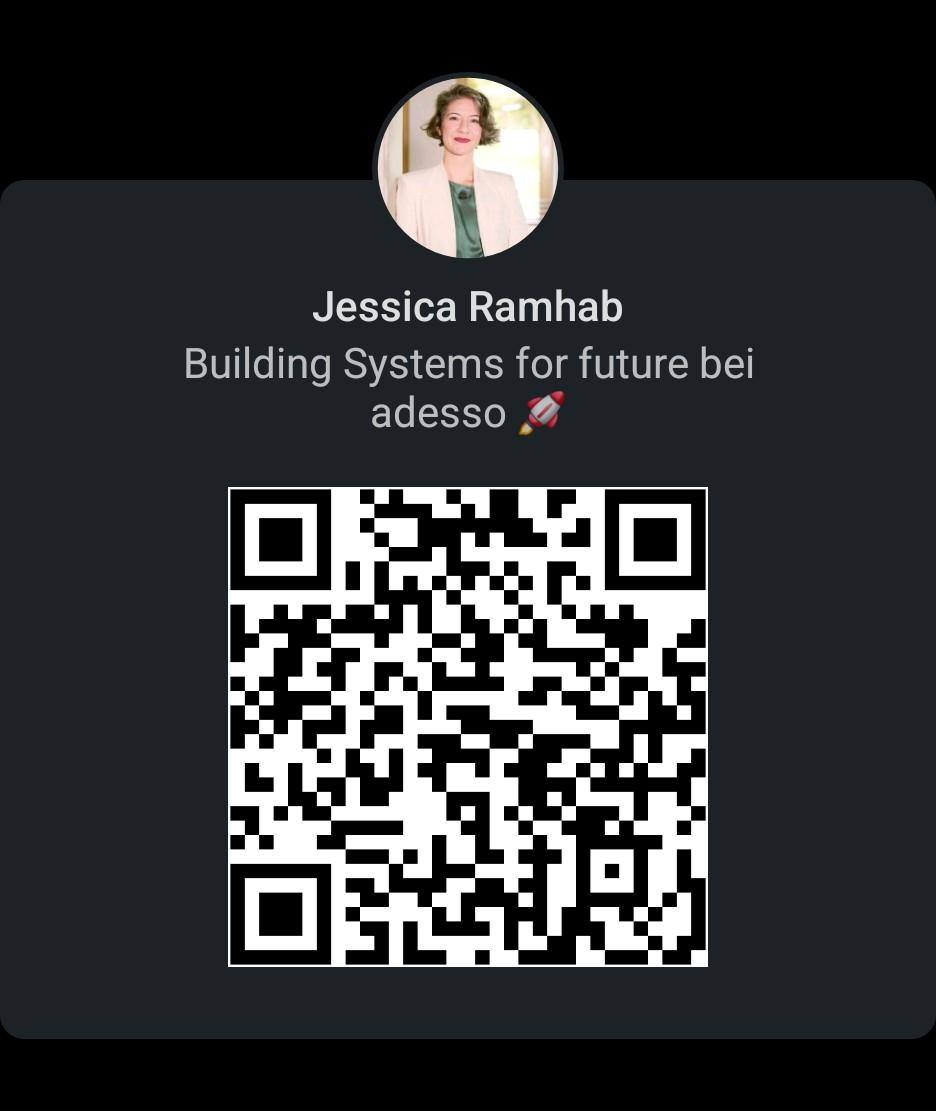 Jessica Ramhab
Building Systems for future bei
adesso 🚀